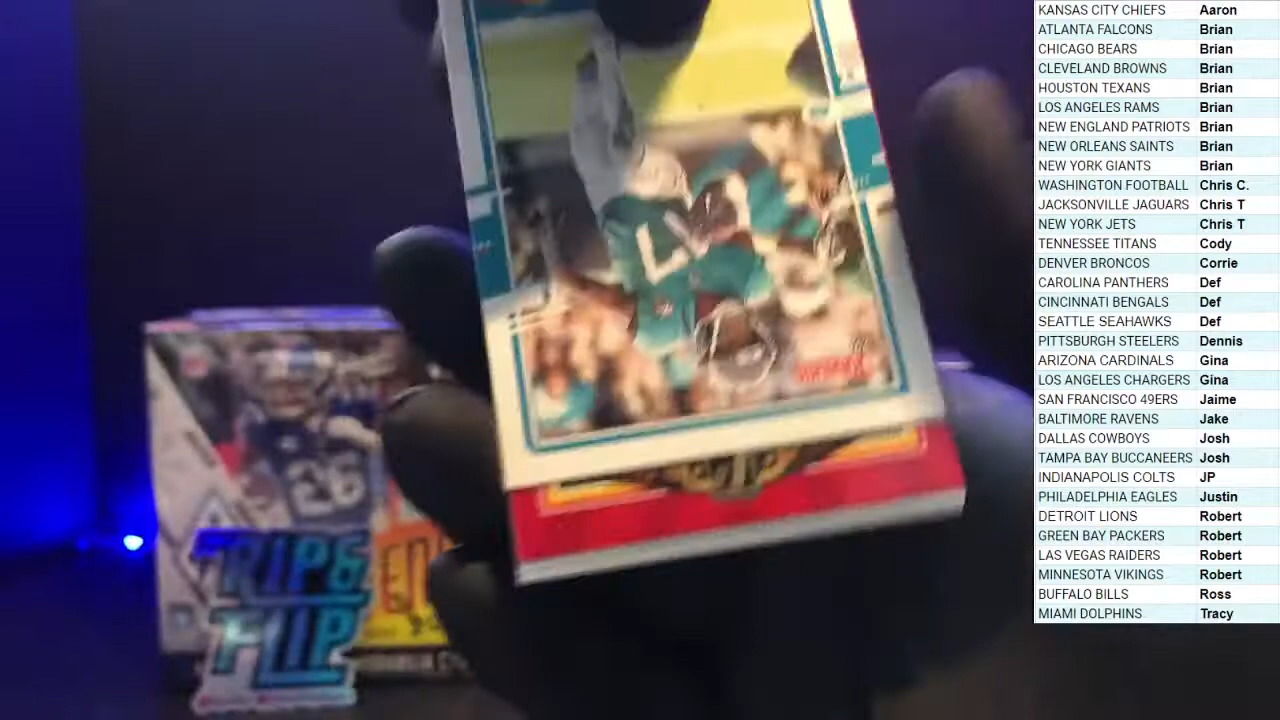 KANSAS CITY CHIEFS Aaron
ATLANTA FALCONS Brian
CHICAGO BEARS Brian
CLEVELAND BROWNS Brian
HOUSTON TEXANS Brian
LOS ANGELES RAMS Brian
NEW ENGLAND PATRIOTS Brian
NEW ORLEANS SAINTS Brian
NEW YORK GIANTS Brian
WASHINGTON FOOTBALL Chris C.
JACKSONVILLE JAGUARS Chris T
NEW YORK JETS Chris T
TENNESSEE TITANS Cody
DENVER BRONCOS Corrie
CAROLINA PANTHERS Def
CINCINNATI BENGALS Def
SEATTLE SEAHAWKS Def
PITTSBURGH STEELERS Dennis
ARIZONA CARDINALS Gina
LOS ANGELES CHARGERS Gina
SAN FRANCISCO 49ERS Jaime
BALTIMORE RAVENS Jake
DALLAS COWBOYS Josh
TAMPA BAY BUCCANEERS Josh
INDIANAPOLIS COLTS JP
PHILADELPHIA EAGLES Justin
DETROIT LIONS Robert
GREEN BAY PACKERS Robert
LAS VEGAS RAIDERS Robert
MINNESOTA VIKINGS Robert
BUFFALO BILLS Ross
MIAMI DOLPHINS Tracy
26
RIP&
FLIP